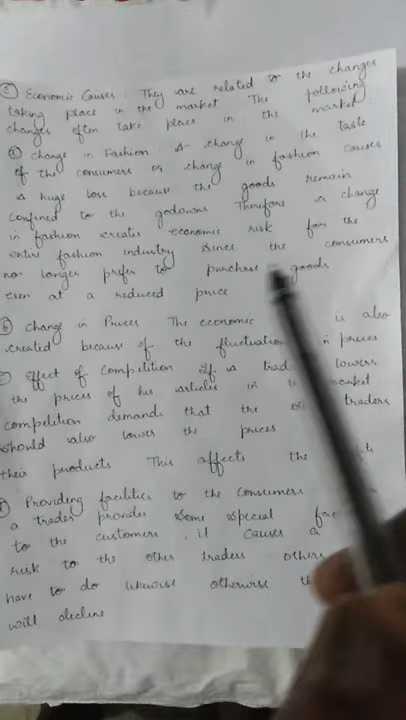 ③ Economic Causes : They are related to the changes
taking place in the market The following
changes often take place in the market
ⓐ Change in Fashion A change in the taste
of the consumers or change in fashion causes
a huge loss because the goods remain
confined to the godowns Therefore a change
in fashion creates economic risk for the
entire fashion industry since the consumers
no longer prefer to purchase goods
even at a reduced price
ⓑ Change in Prices The economic is also
created because of the fluctuation in prices
Effect of Competition If a trad lowers
the prices of his articles in market
competition demands that the traders
should also lower the prices
their products This affects the
Providing facilities to the Consumers
a trader provides some special fac
to the customers , it causes a
risk to the other traders others
have to do likewise otherwise
will decline